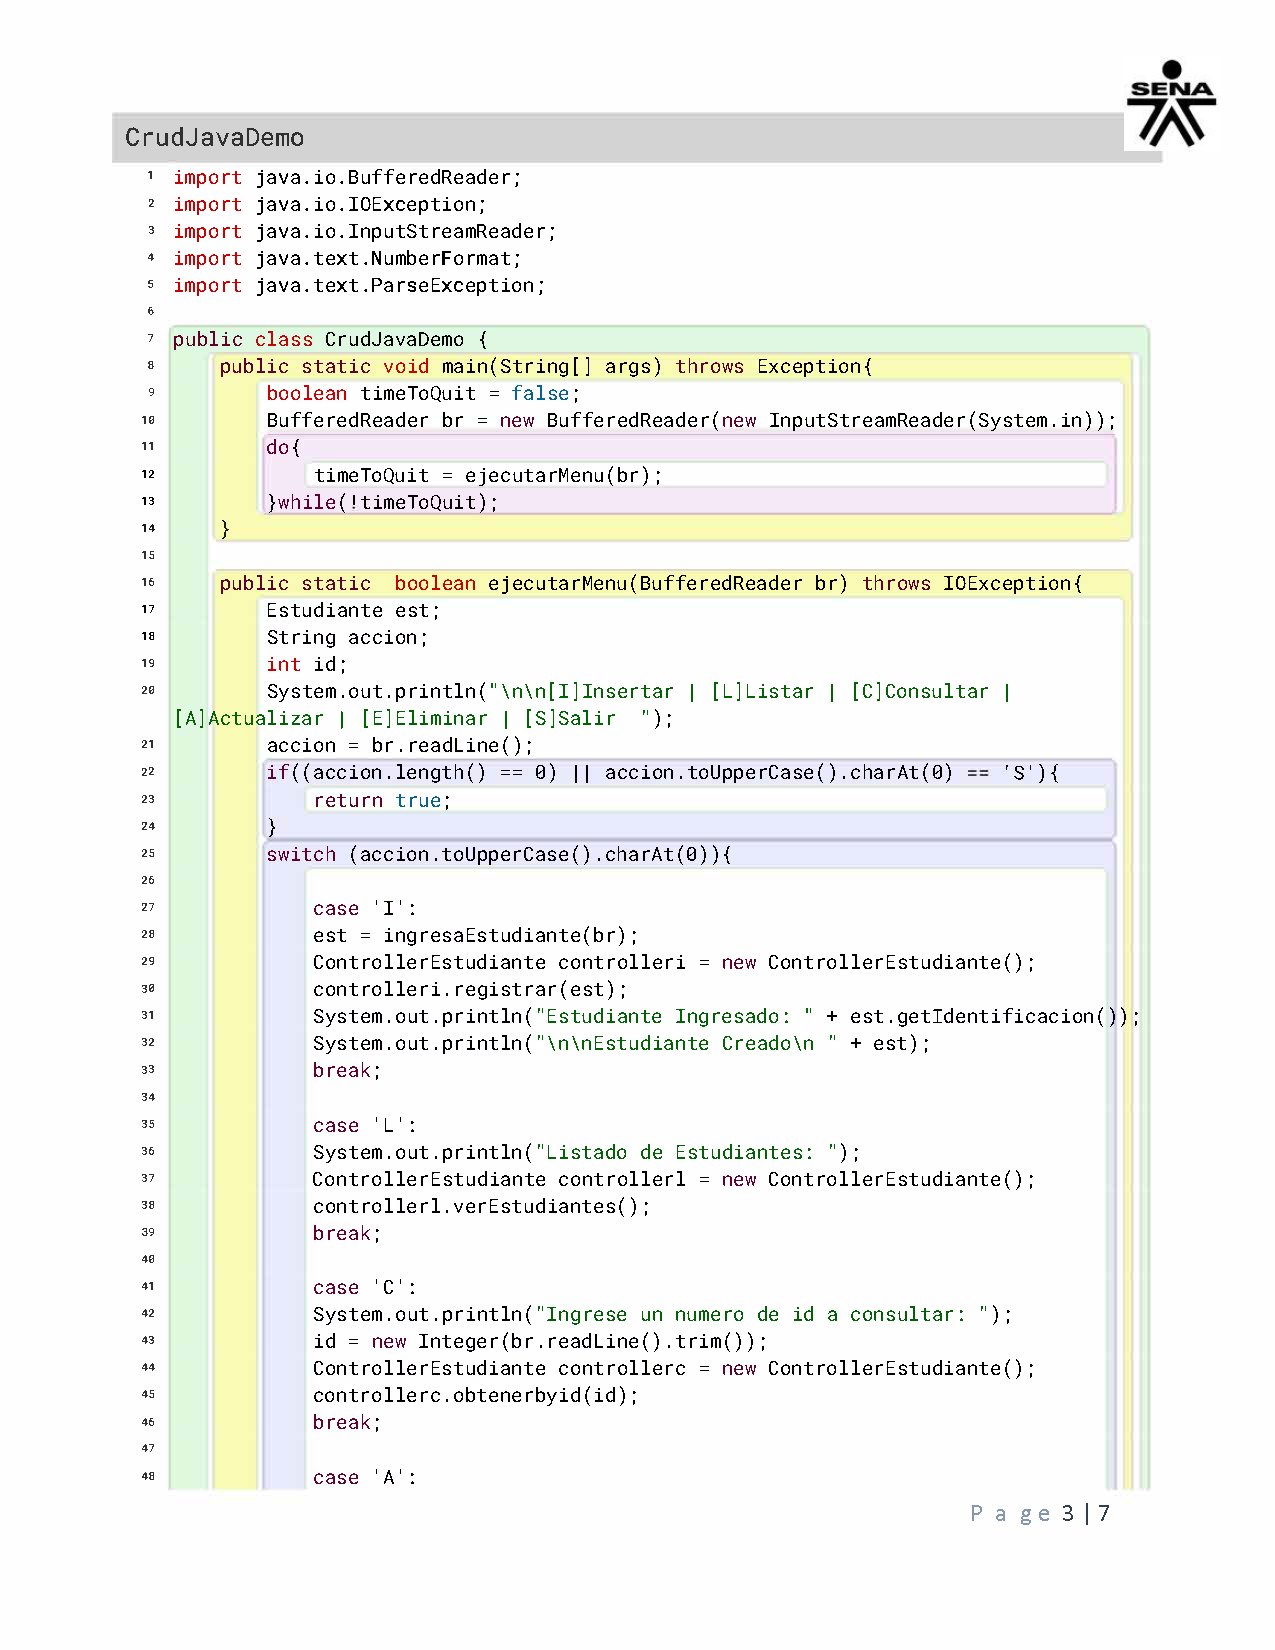 SENA
CrudJavaDemo
1 import java.io.BufferedReader;
2 import java.io.IOException;
3 import java.io.InputStreamReader;
4 import java.text.NumberFormat;
5 import java.text.ParseException;
6
7 public class CrudJavaDemo {
8     public static void main(String[] args) throws Exception{
9         boolean timeToQuit = false;
10         BufferedReader br = new BufferedReader(new InputStreamReader(System.in));
11         do{
12             timeToQuit = ejecutarMenu(br);
13         }while(!timeToQuit);
14     }
15
16     public static  boolean ejecutarMenu(BufferedReader br) throws IOException{
17         Estudiante est;
18         String accion;
19         int id;
20         System.out.println("\n\n[I]Insertar | [L]Listar | [C]Consultar |
[A]Actualizar | [E]Eliminar | [S]Salir  ");
21         accion = br.readLine();
22         if((accion.length() == 0) || accion.toUpperCase().charAt(0) == 'S'){
23             return true;
24         }
25         switch (accion.toUpperCase().charAt(0)){
26
27             case 'I':
28             est = ingresaEstudiante(br);
29             ControllerEstudiante controlleri = new ControllerEstudiante();
30             controlleri.registrar(est);
31             System.out.println("Estudiante Ingresado: " + est.getIdentificacion());
32             System.out.println("\n\nEstudiante Creado\n " + est);
33             break;
34
35             case 'L':
36             System.out.println("Listado de Estudiantes: ");
37             ControllerEstudiante controllerl = new ControllerEstudiante();
38             controllerl.verEstudiantes();
39             break;
40
41             case 'C':
42             System.out.println("Ingrese un numero de id a consultar: ");
43             id = new Integer(br.readLine().trim());
44             ControllerEstudiante controllerc = new ControllerEstudiante();
45             controllerc.obtenerbyid(id);
46             break;
47
48             case 'A':
Page 3 | 7